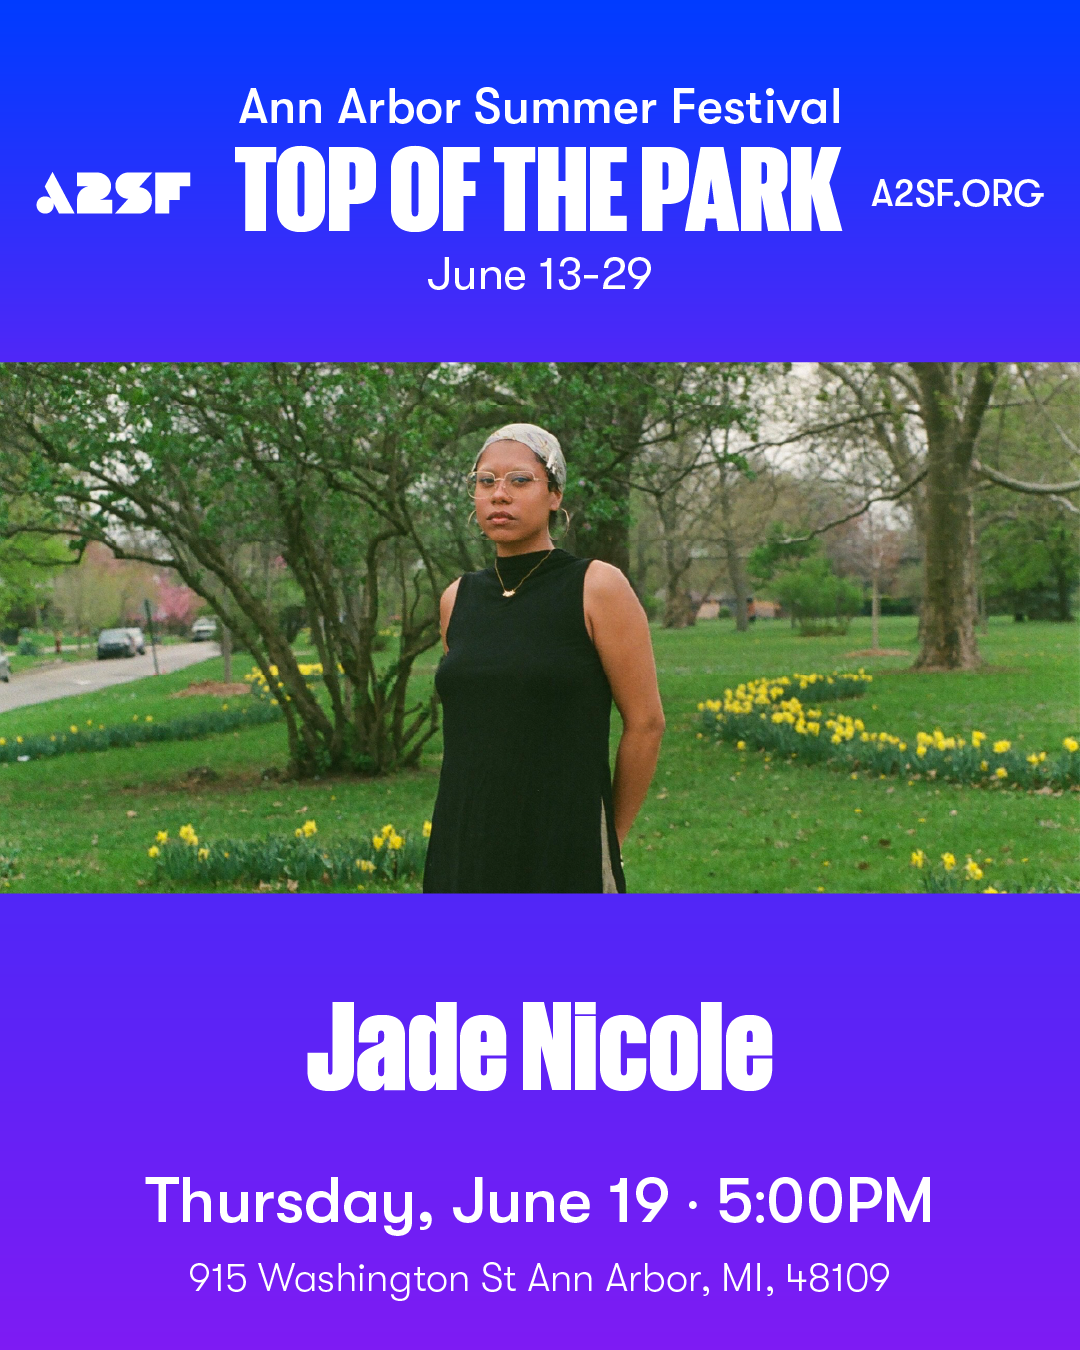 Ann Arbor Summer Festival
A2SF
TOP OF THE PARK
A2SF.ORG
June 13-29
Jade Nicole
Thursday, June 19 · 5:00PM
915 Washington St Ann Arbor, MI, 48109